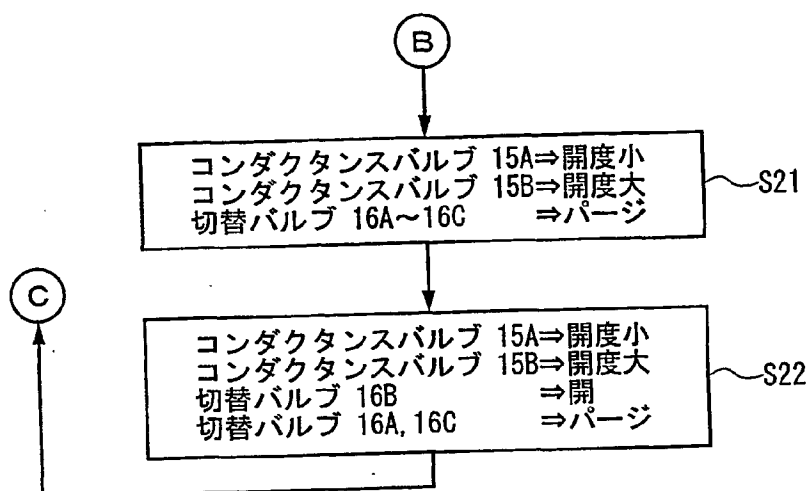 B
コンダクタンスバルブ 15A⇒開度小
コンダクタンスバルブ 15B⇒開度大
切替バルブ 16A～16C ⇒パージ
S21
C
コンダクタンスバルブ 15A⇒開度小
コンダクタンスバルブ 15B⇒開度大
切替バルブ 16B ⇒開
切替バルブ 16A,16C ⇒パージ
S22